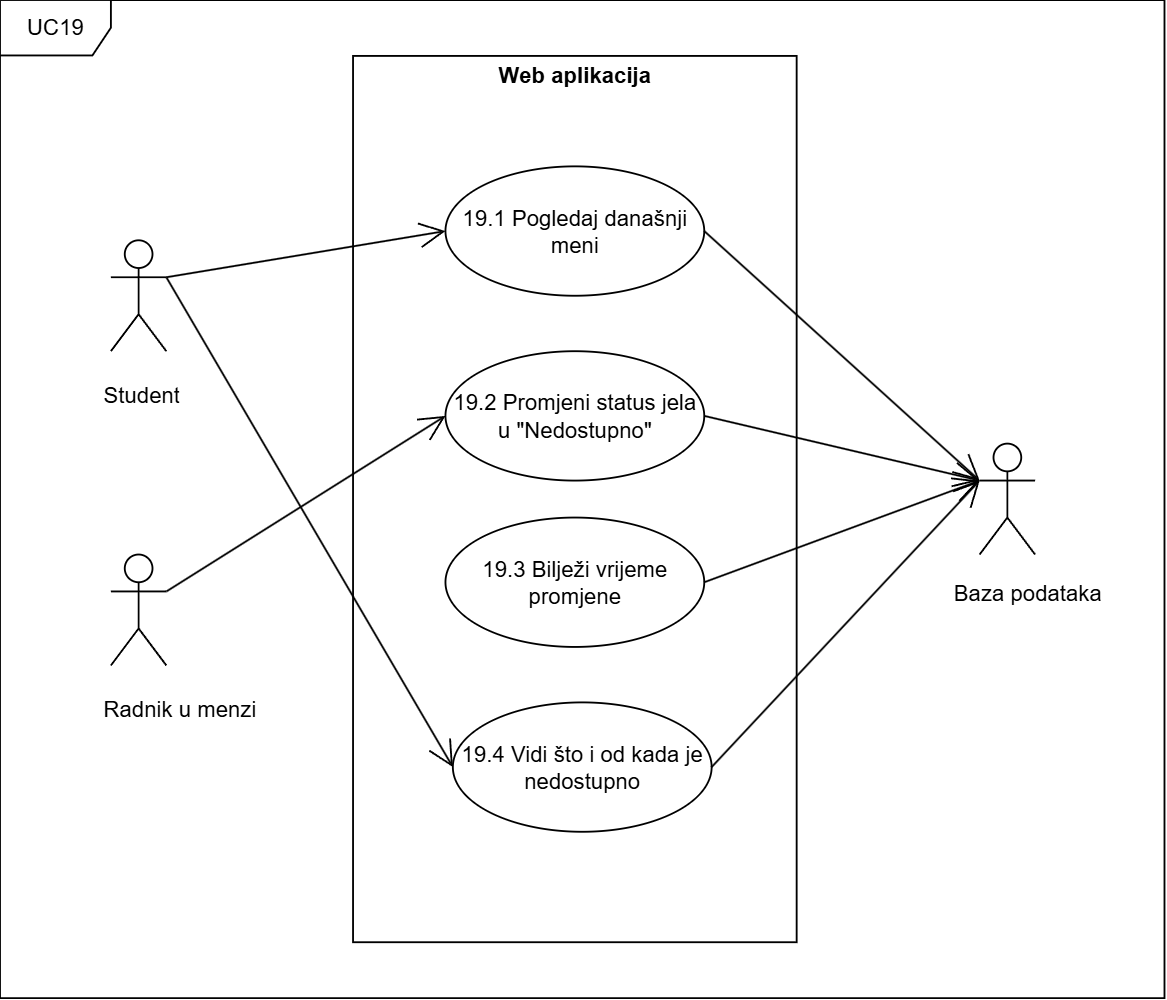 UC19
Web aplikacija
19.1 Pogledaj današnji
meni
Student
19.2 Promjeni status jela
u "Nedostupno"
19.3 Bilježi vrijeme
promjene
Baza podataka
Radnik u menzi
19.4 Vidi što i od kada je
nedostupno